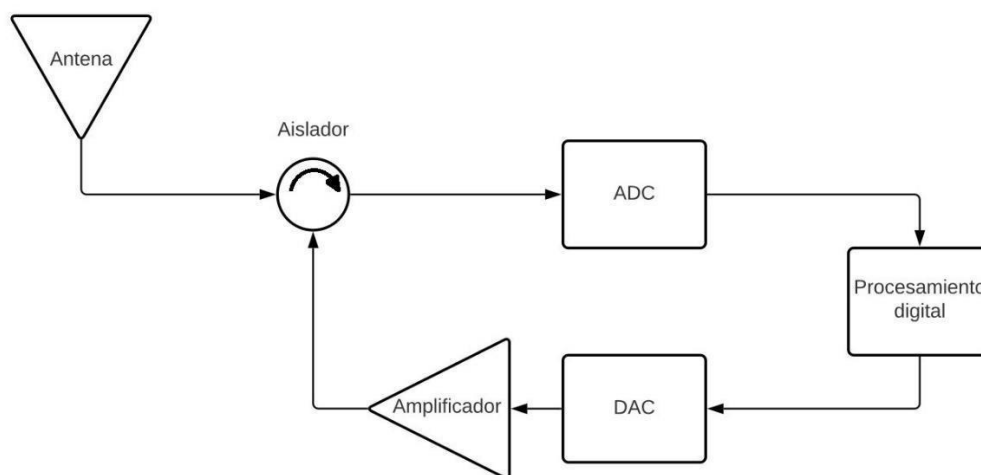 Antena
Aislador
ADC
Procesamiento
digital
Amplificador
DAC